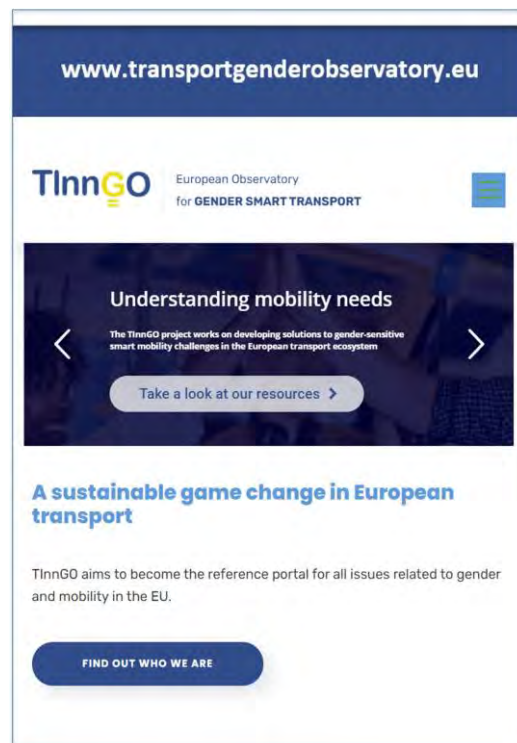 www.transportgenderobservatory.eu
TInnGO
European Observatory
for GENDER SMART TRANSPORT
Understanding mobility needs
The TInnGO project works on developing solutions to gender-sensitive
smart mobility challenges in the European transport ecosystem
Take a look at our resources
A sustainable game change in European
transport
TInnGO aims to become the reference portal for all issues related to gender
and mobility in the EU.
FIND OUT WHO WE ARE